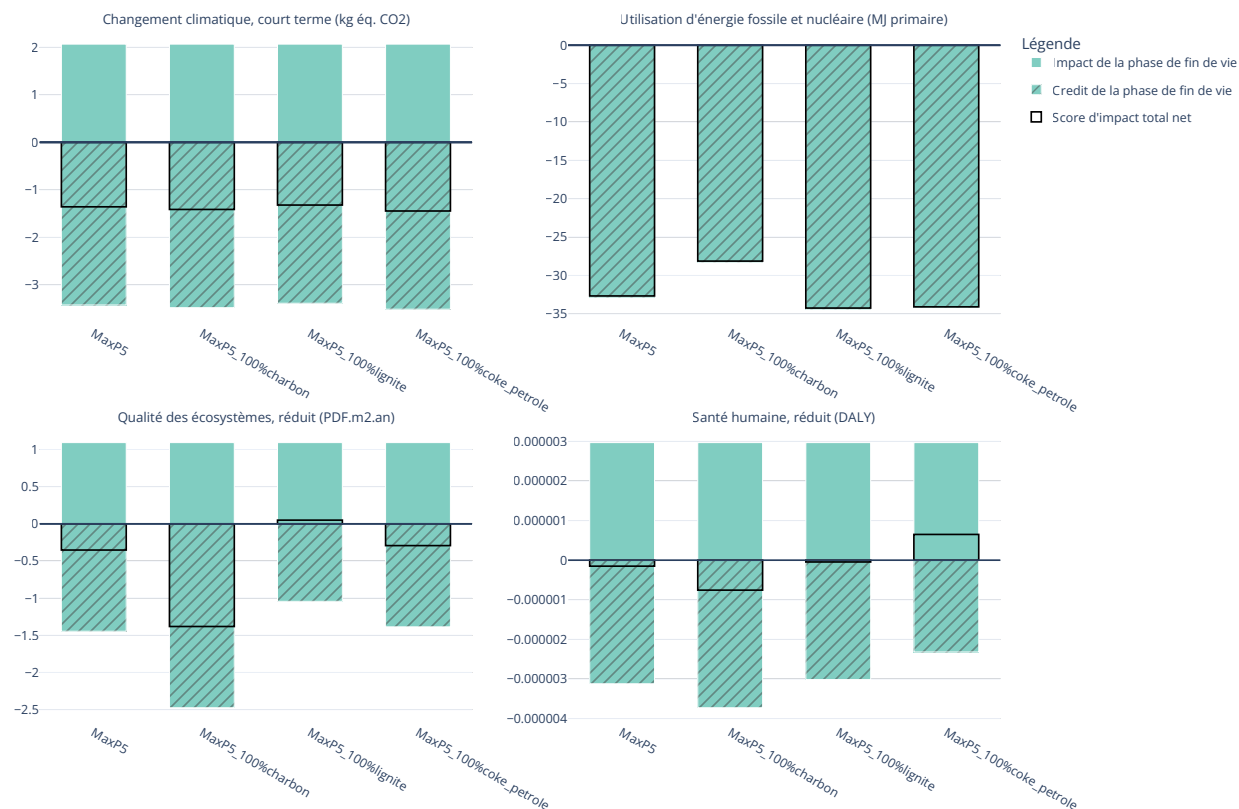 Changement climatique, court terme (kg éq. CO2)
2
1
0
−1
−2
−3
MaxP5
MaxP5_100%charbon
MaxP5_100%lignite
MaxP5_100%coke_petrole
Utilisation d'énergie fossile et nucléaire (MJ primaire)
0
−5
−10
−15
−20
−25
−30
−35
MaxP5
MaxP5_100%charbon
MaxP5_100%lignite
MaxP5_100%coke_petrole
Légende
Impact de la phase de fin de vie
Credit de la phase de fin de vie
Score d'impact total net
Qualité des écosystèmes, réduit (PDF.m2.an)
1
0.5
0
−0.5
−1
−1.5
−2
−2.5
MaxP5
MaxP5_100%charbon
MaxP5_100%lignite
MaxP5_100%coke_petrole
Santé humaine, réduit (DALY)
0.000003
0.000002
0.000001
0
−0.000001
−0.000002
−0.000003
−0.000004
MaxP5
MaxP5_100%charbon
MaxP5_100%lignite
MaxP5_100%coke_petrole